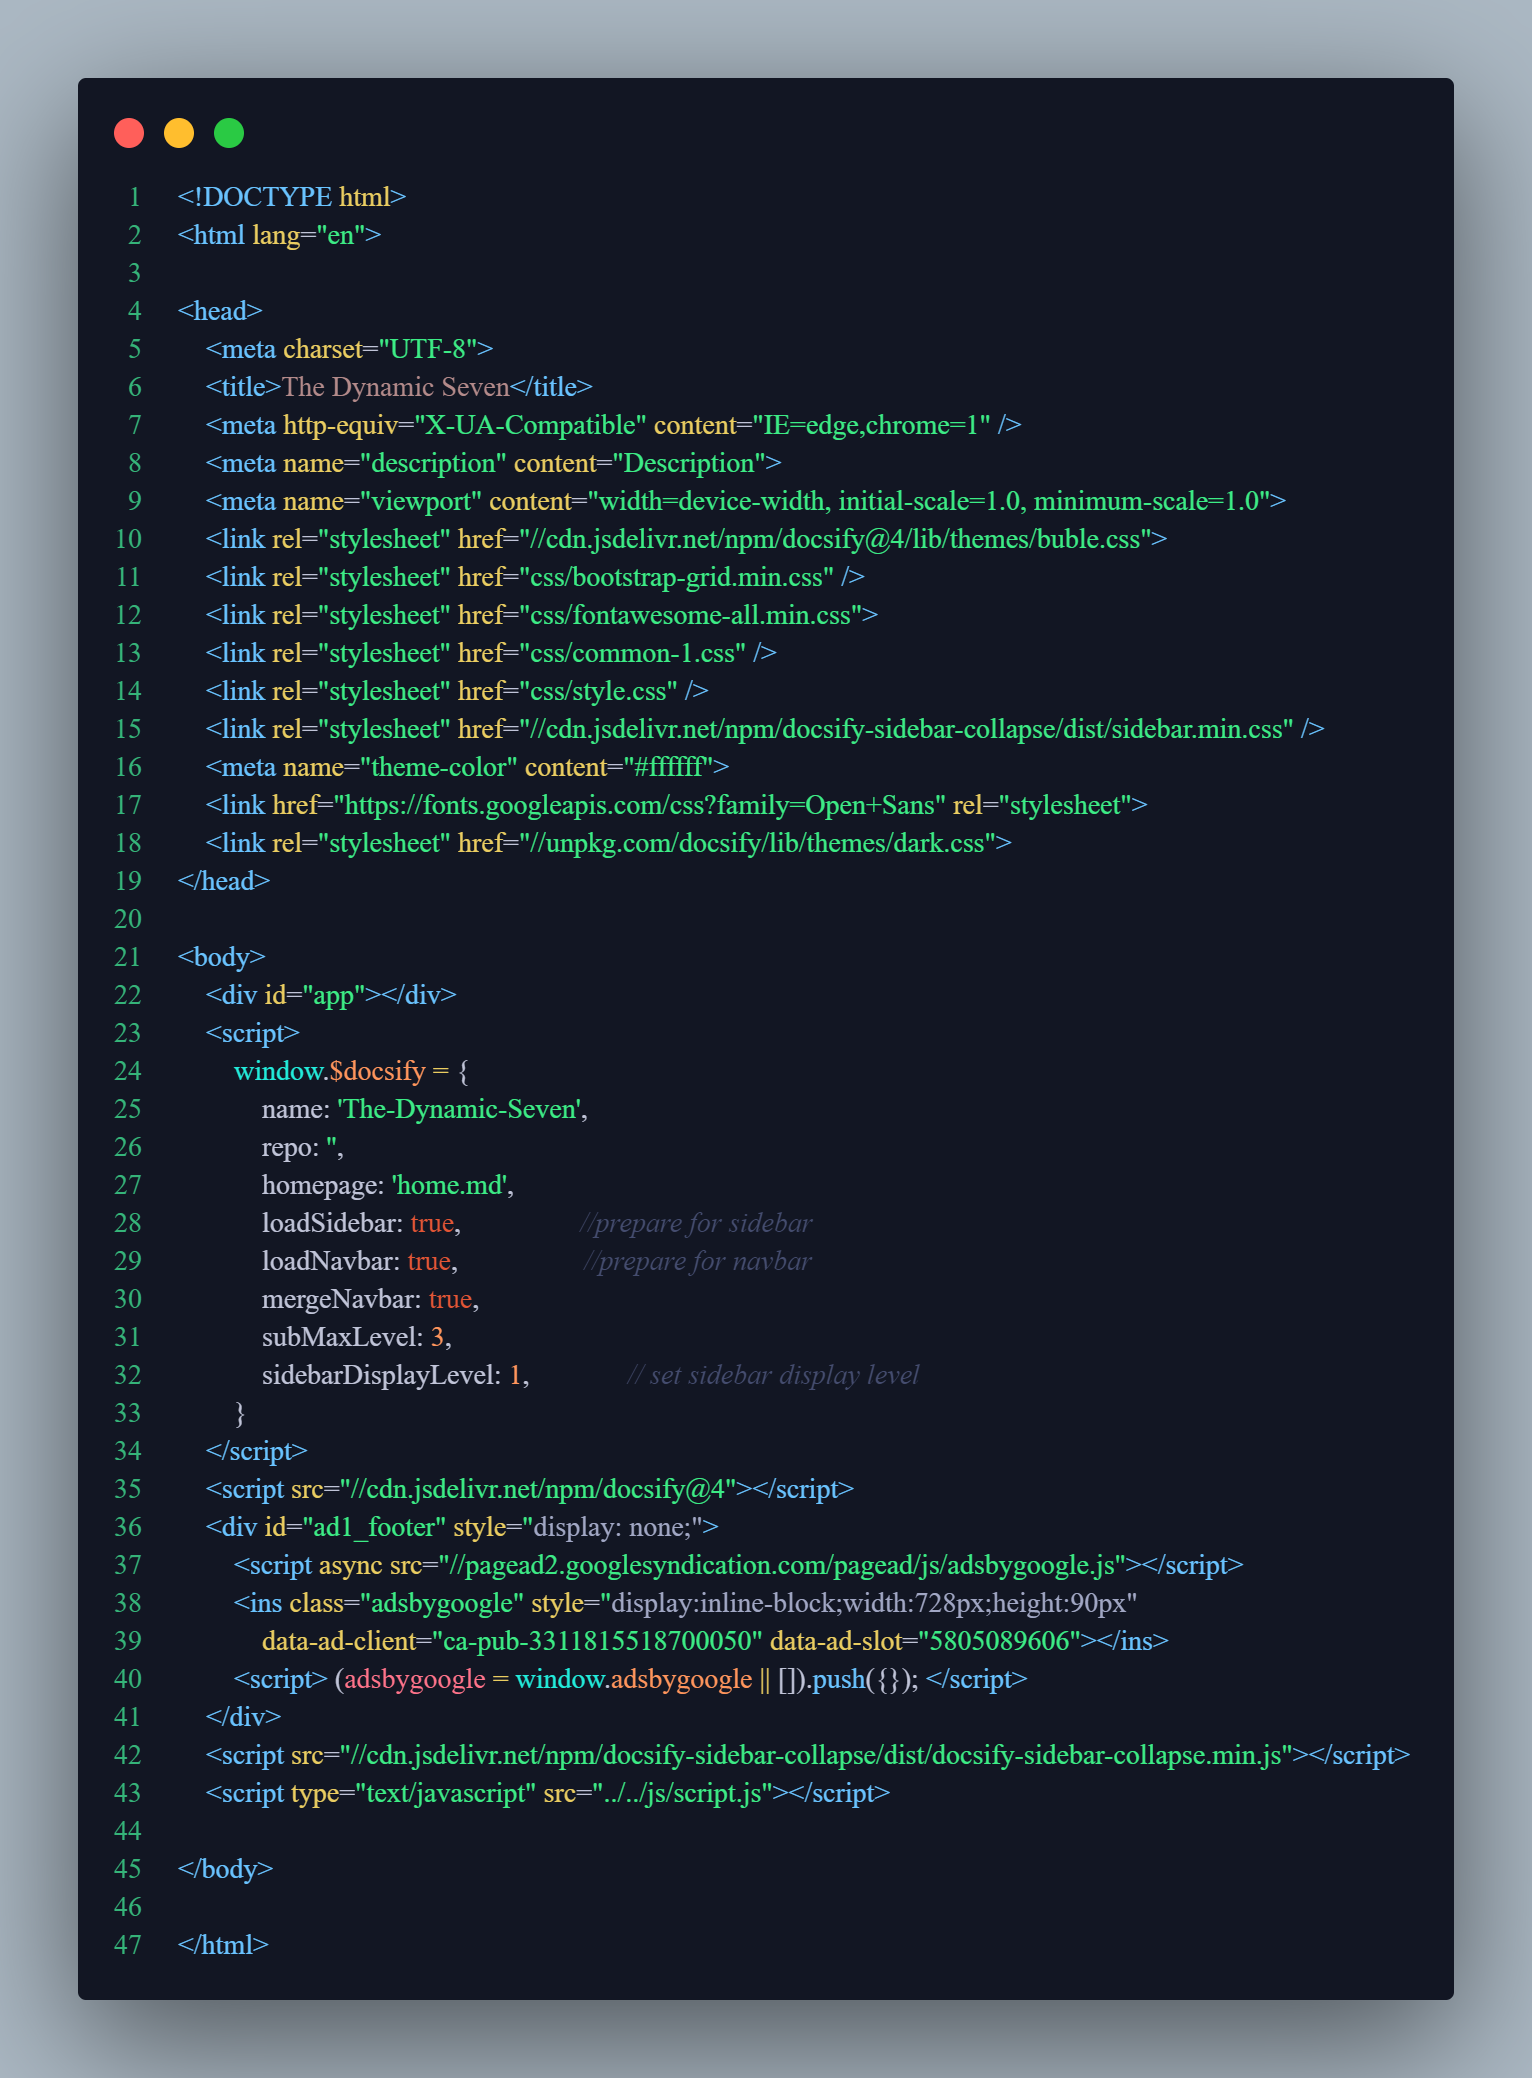 1 <!DOCTYPE html>
2 <html lang="en">
3
4 <head>
5     <meta charset="UTF-8">
6     <title>The Dynamic Seven</title>
7     <meta http-equiv="X-UA-Compatible" content="IE=edge,chrome=1" />
8     <meta name="description" content="Description">
9     <meta name="viewport" content="width=device-width, initial-scale=1.0, minimum-scale=1.0">
10     <link rel="stylesheet" href="//cdn.jsdelivr.net/npm/docsify@4/lib/themes/buble.css">
11     <link rel="stylesheet" href="css/bootstrap-grid.min.css" />
12     <link rel="stylesheet" href="css/fontawesome-all.min.css">
13     <link rel="stylesheet" href="css/common-1.css" />
14     <link rel="stylesheet" href="css/style.css" />
15     <link rel="stylesheet" href="//cdn.jsdelivr.net/npm/docsify-sidebar-collapse/dist/sidebar.min.css" />
16     <meta name="theme-color" content="#ffffff">
17     <link href="https://fonts.googleapis.com/css?family=Open+Sans" rel="stylesheet">
18     <link rel="stylesheet" href="//unpkg.com/docsify/lib/themes/dark.css">
19 </head>
20
21 <body>
22     <div id="app"></div>
23     <script>
24         window.$docsify = {
25             name: 'The-Dynamic-Seven',
26             repo: '',
27             homepage: 'home.md',
28             loadSidebar: true,                 //prepare for sidebar
29             loadNavbar: true,                  //prepare for navbar
30             mergeNavbar: true,
31             subMaxLevel: 3,
32             sidebarDisplayLevel: 1,              // set sidebar display level
33         }
34     </script>
35     <script src="//cdn.jsdelivr.net/npm/docsify@4"></script>
36     <div id="ad1_footer" style="display: none;">
37         <script async src="//pagead2.googlesyndication.com/pagead/js/adsbygoogle.js"></script>
38         <ins class="adsbygoogle" style="display:inline-block;width:728px;height:90px"
39             data-ad-client="ca-pub-3311815518700050" data-ad-slot="5805089606"></ins>
40         <script> (adsbygoogle = window.adsbygoogle || []).push({}); </script>
41     </div>
42     <script src="//cdn.jsdelivr.net/npm/docsify-sidebar-collapse/dist/docsify-sidebar-collapse.min.js"></script>
43     <script type="text/javascript" src="../../js/script.js"></script>
44
45 </body>
46
47 </html>